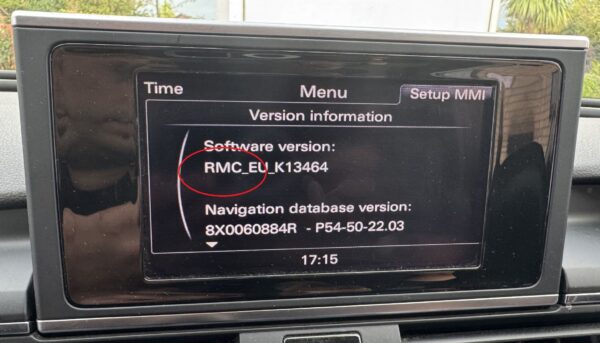 Time Menu Setup MMI
Version information
Software version:
RMC_EU_K13464
Navigation database version:
8X0060884R - P54-50-22.03
17:15